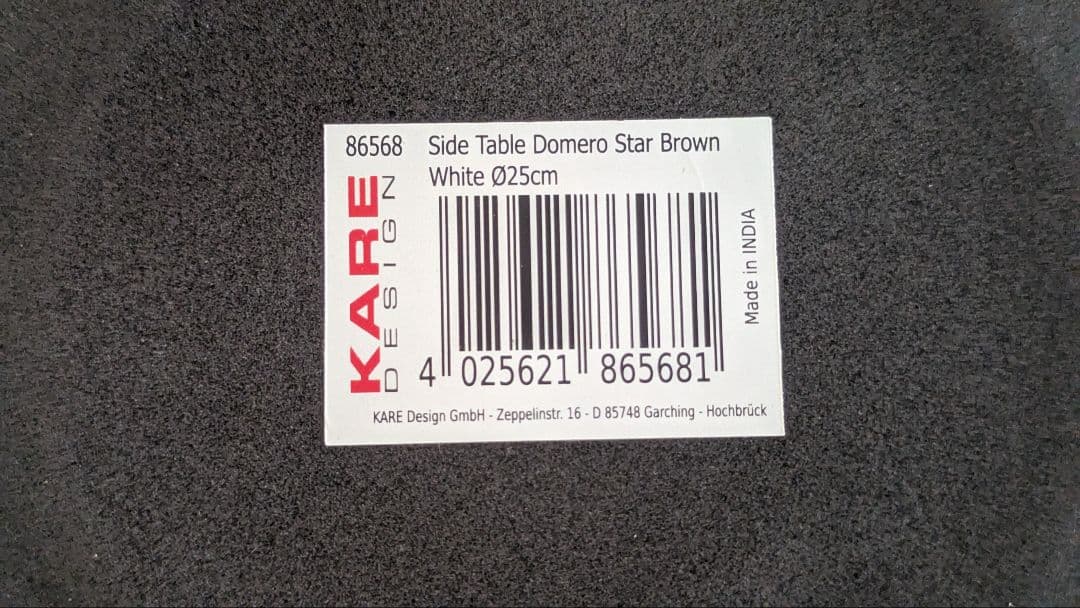 86568 Side Table Domero Star Brown
White Ø25cm
KARE
DESIGN
Made in INDIA
4 025621 865681
KARE Design GmbH - Zeppelinstr. 16 - D 85748 Garching - Hochbrück